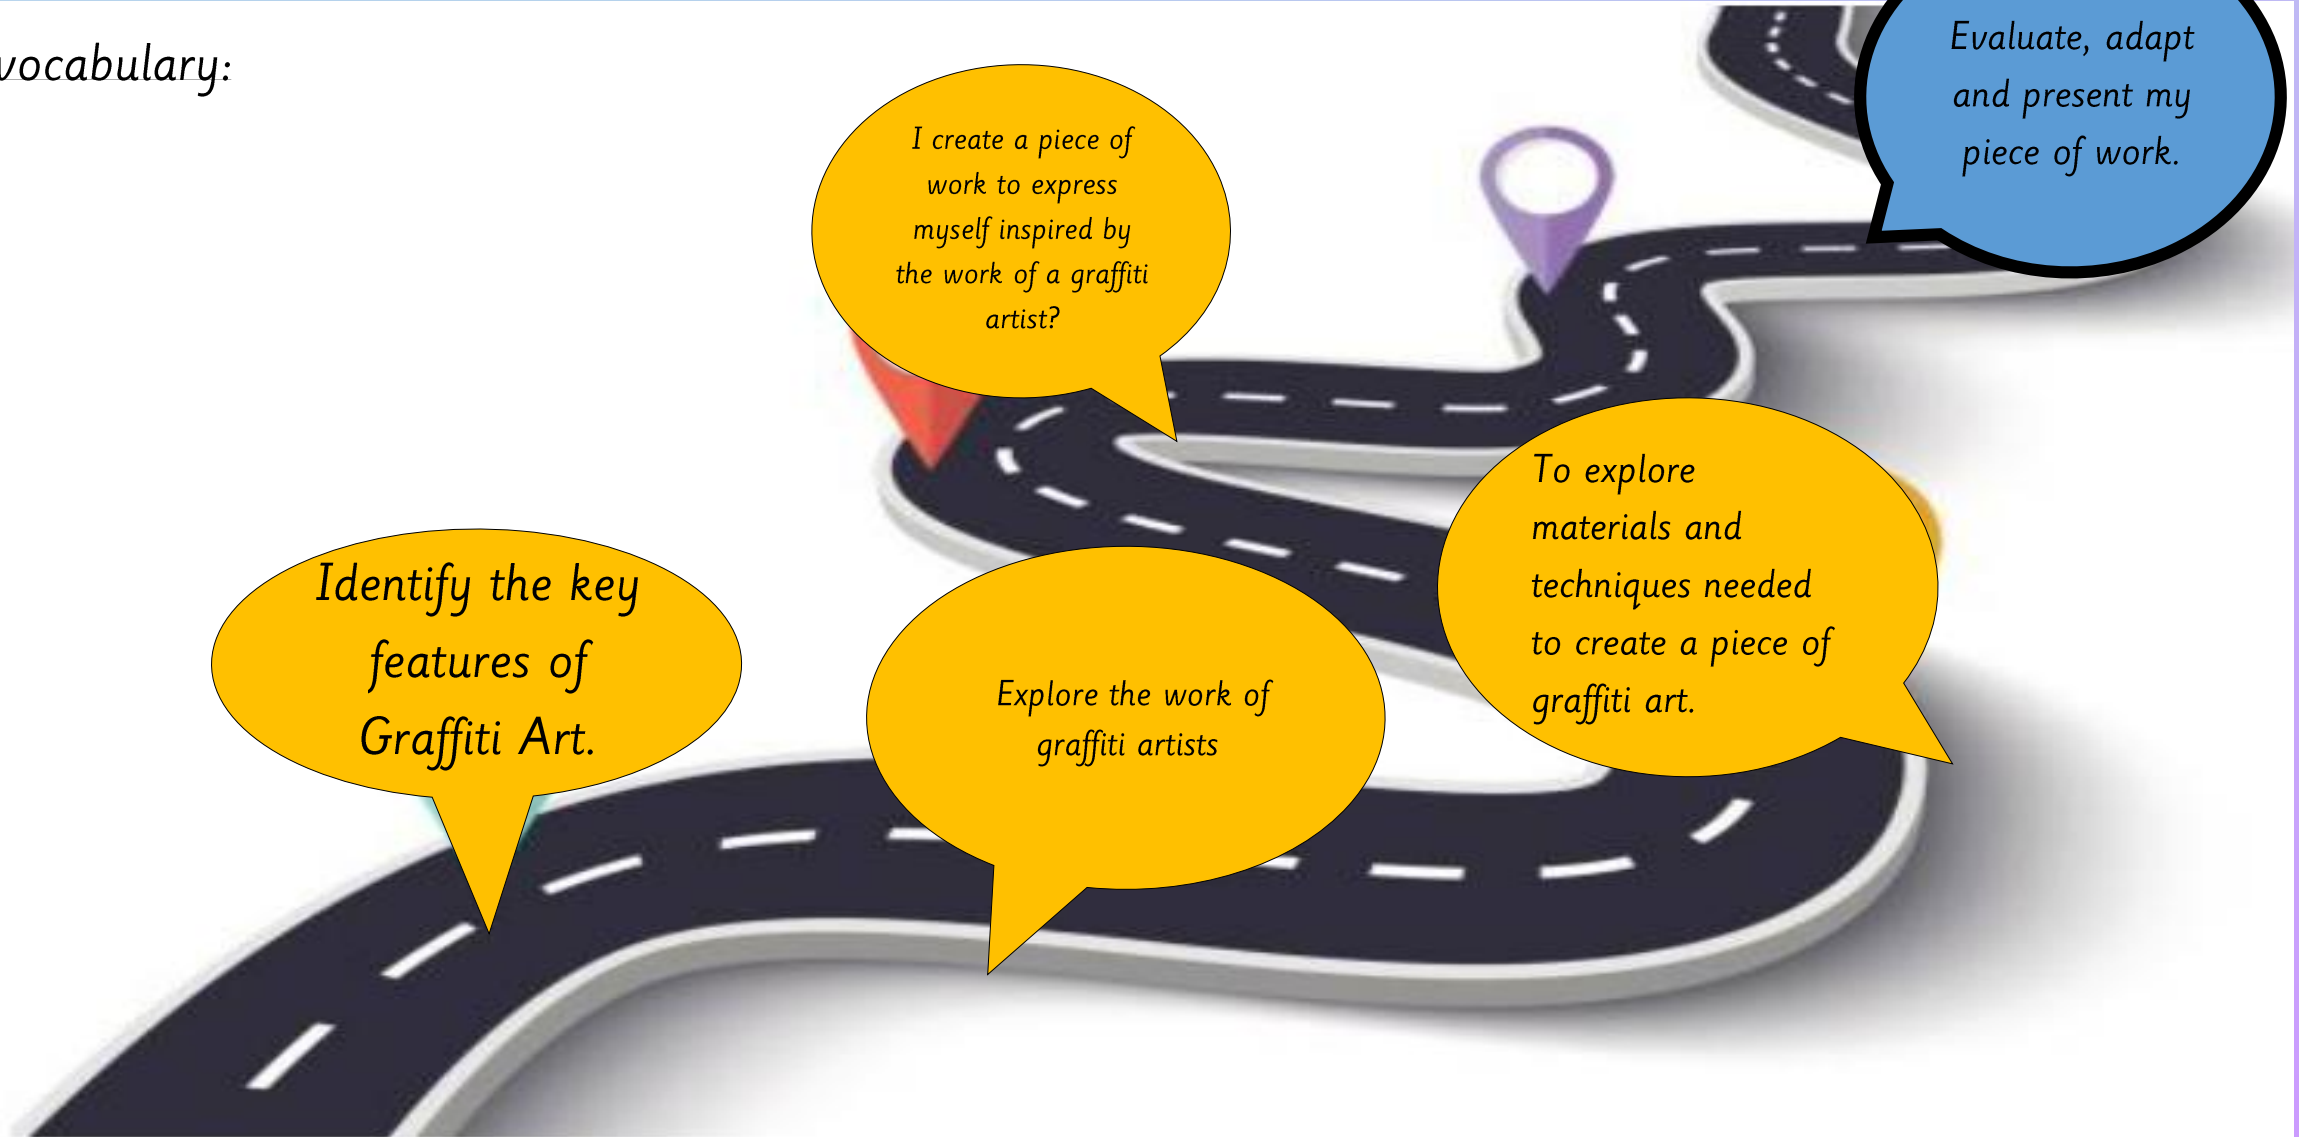 vocabulary:
Evaluate, adapt
and present my
piece of work.
I create a piece of
work to express
myself inspired by
the work of a graffiti
artist?
To explore
materials and
techniques needed
to create a piece of
graffiti art.
Identify the key
features of
Graffiti Art.
Explore the work of
graffiti artists